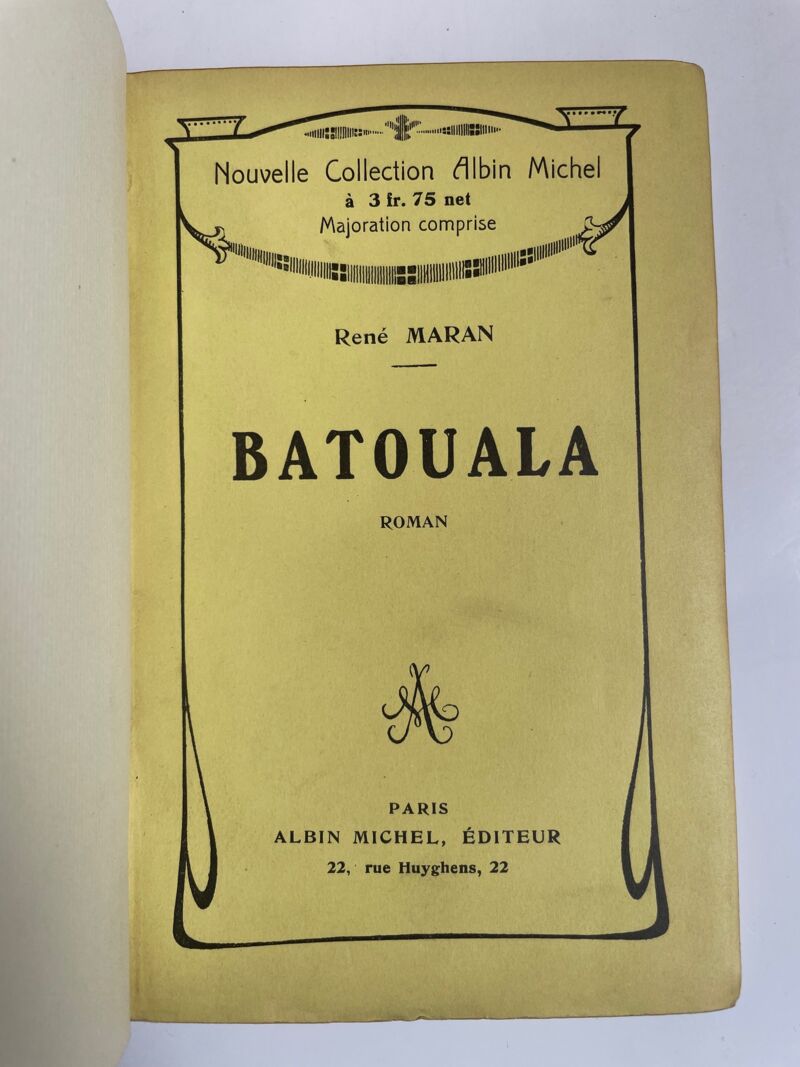 Nouvelle Collection Albin Michel
à 3 fr. 75 net
Majoration comprise
René MARAN
BATOUALA
ROMAN
AM
PARIS
ALBIN MICHEL, ÉDITEUR
22, rue Huyghens, 22